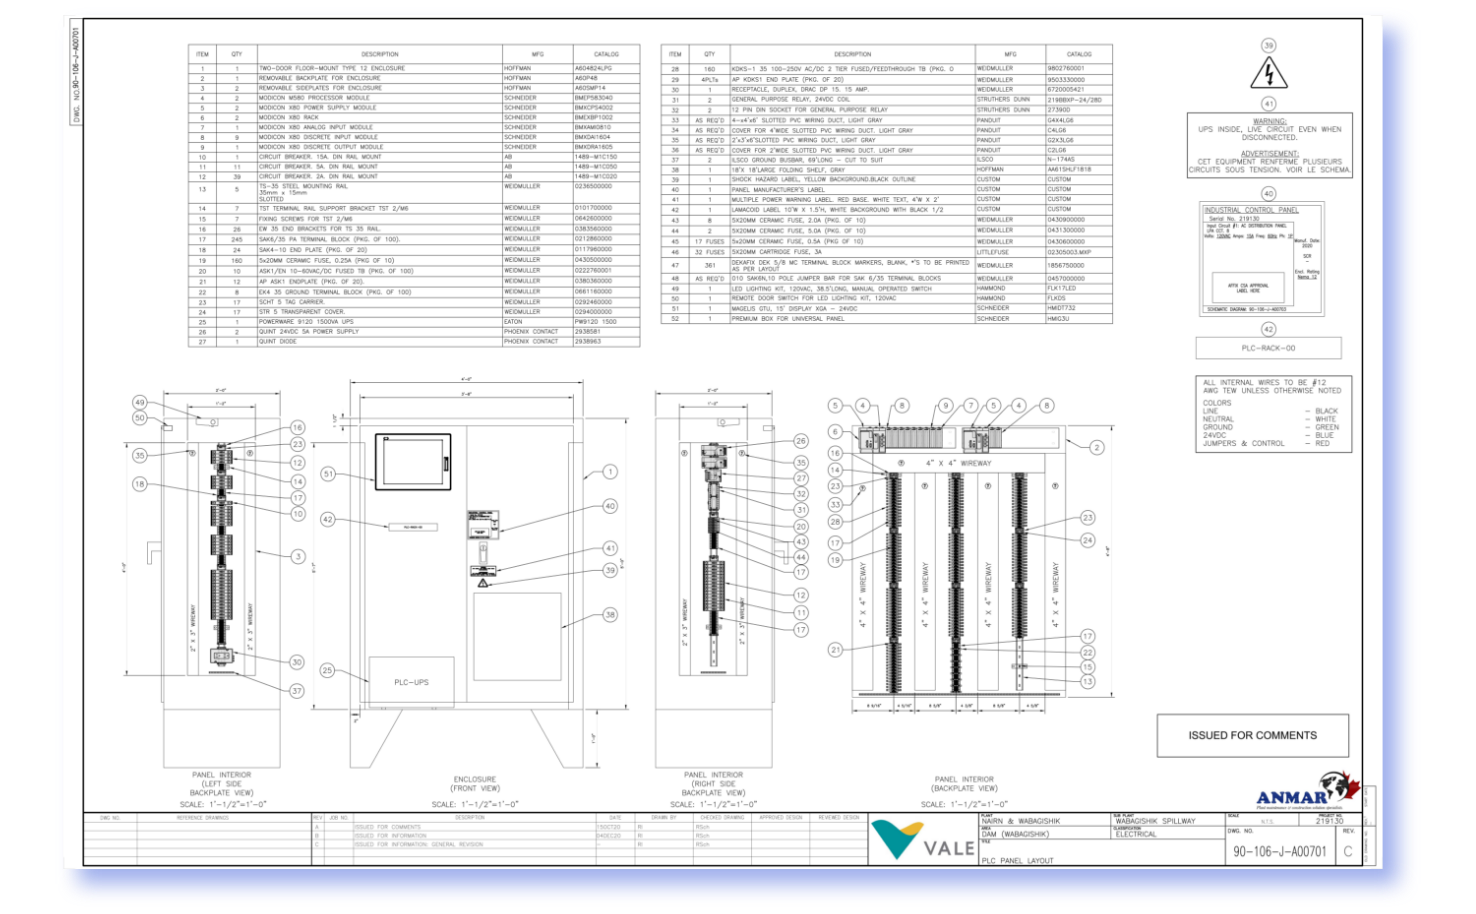 DWG. NO. 90-106-J-A00701
ITEM QTY DESCRIPTION MFG CATALOG
1 1 TWO-DOOR FLOOR-MOUNT TYPE 12 ENCLOSURE HOFFMAN A604824LPG
2 1 REMOVABLE BACKPLATE FOR ENCLOSURE HOFFMAN A60P48
3 2 REMOVABLE SIDEPLATES FOR ENCLOSURE HOFFMAN A60SMP14
4 2 MODICON M580 PROCESSOR MODULE SCHNEIDER BMEP583040
5 2 MODICON X80 POWER SUPPLY MODULE SCHNEIDER BMXCPS4002
6 2 MODICON X80 RACK SCHNEIDER BMEXBP1002
7 1 MODICON X80 ANALOG INPUT MODULE SCHNEIDER BMXAMI0810
8 9 MODICON X80 DISCRETE INPUT MODULE SCHNEIDER BMXDAI1604
9 1 MODICON X80 DISCRETE OUTPUT MODULE SCHNEIDER BMXDRA1605
10 1 CIRCUIT BREAKER. 15A. DIN RAIL MOUNT AB 1489-M1C150
11 11 CIRCUIT BREAKER. 5A. DIN RAIL MOUNT AB 1489-M1C050
12 39 CIRCUIT BREAKER. 2A. DIN RAIL MOUNT AB 1489-M1C020
13 5 TS-35 STEEL MOUNTING RAIL WEIDMULLER 0236500000
35mm x 15mm
SLOTTED
14 7 TST TERMINAL RAIL SUPPORT BRACKET TST 2/M6 WEIDMULLER 0101700000
15 7 FIXING SCREWS FOR TST 2/M6 WEIDMULLER 0642600000
16 26 EW 35 END BRACKETS FOR TS 35 RAIL. WEIDMULLER 0383560000
17 245 SAK6/35 PA TERMINAL BLOCK (PKG. OF 100). WEIDMULLER 0212860000
18 24 SAK4-10 END PLATE (PKG. OF 20) WEIDMULLER 0117960000
19 160 5x20MM CERAMIC FUSE, 0.25A (PKG OF 10) WEIDMULLER 0430500000
20 10 ASK1/EN 10-60VAC/DC FUSED TB (PKG. OF 100) WEIDMULLER 0222760001
21 12 AP ASK1 ENDPLATE (PKG. OF 20). WEIDMULLER 0380360000
22 8 EK4 35 GROUND TERMINAL BLOCK (PKG. OF 100) WEIDMULLER 0661160000
23 17 SCHT 5 TAG CARRIER. WEIDMULLER 0292460000
24 17 STR 5 TRANSPARENT COVER. WEIDMULLER 0294000000
25 1 POWERWARE 9120 1500VA UPS EATON PW9120 1500
26 2 QUINT 24VDC 5A POWER SUPPLY PHOENIX CONTACT 2938581
27 1 QUINT DIODE PHOENIX CONTACT 2938963
ITEM QTY DESCRIPTION MFG CATALOG
28 160 KDKS-1 35 100-250V AC/DC 2 TIER FUSED/FEEDTHROUGH TB (PKG. O WEIDMULLER 9802760001
29 4PLTs AP KDKS1 END PLATE (PKG. OF 20) WEIDMULLER 9503330000
30 1 RECEPTACLE, DUPLEX, DRAC DP 15. 15 AMP. WEIDMULLER 6720005421
31 2 GENERAL PURPOSE RELAY, 24VDC COIL STRUTHERS DUNN 219BBXP-24/28D
32 2 12 PIN DIN SOCKET FOR GENERAL PURPOSE RELAY STRUTHERS DUNN 27390D
33 AS REQ'D 4-x4"x6' SLOTTED PVC WIRING DUCT, LIGHT GRAY PANDUIT G4X4LG6
34 AS REQ'D COVER FOR 4"WIDE SLOTTED PVC WIRING DUCT. LIGHT GRAY PANDUIT C4LG6
35 AS REQ'D 2"x3"x6'SLOTTED PVC WIRING DUCT, LIGHT GRAY PANDUIT G2X3LG6
36 AS REQ'D COVER FOR 2"WIDE SLOTTED PVC WIRING DUCT. LIGHT GRAY PANDUIT C2LG6
37 2 ILSCO GROUND BUSBAR, 69"LONG - CUT TO SUIT ILSCO N-174AS
38 1 18"X 18"LARGE FOLDING SHELF, GRAY HOFFMAN AA61SHLF1818
39 1 SHOCK HAZARD LABEL, YELLOW BACKGROUND.BLACK OUTLINE CUSTOM CUSTOM
40 1 PANEL MANUFACTURER'S LABEL CUSTOM CUSTOM
41 1 MULTIPLE POWER WARNING LABEL. RED BASE. WHITE TEXT, 4"W X 2' CUSTOM CUSTOM
42 1 LAMACOID LABEL 10"W X 1.5"H, WHITE BACKGROUND WITH BLACK 1/2 CUSTOM CUSTOM
43 8 5X20MM CERAMIC FUSE, 2.0A (PKG. OF 10) WEIDMULLER 0430900000
44 2 5X20MM CERAMIC FUSE, 5.0A (PKG. OF 10) WEIDMULLER 0431300000
45 17 FUSES 5x20MM CERAMIC FUSE, 0.5A (PKG OF 10) WEIDMULLER 0430600000
46 32 FUSES 5X20MM CARTRIDGE FUSE, 3A LITTLEFUSE 02305003.MXP
47 361 DEKAFIX DEK 5/8 MC TERMINAL BLOCK MARKERS, BLANK, *'S TO BE PRINTED WEIDMULLER 1856750000
AS PER LAYOUT
48 AS REQ'D 010 SAK6N,10 POLE JUMPER BAR FOR SAK 6/35 TERMINAL BLOCKS WEIDMULLER 0457000000
49 1 LED LIGHTING KIT, 120VAC, 38.5"LONG, MANUAL OPERATED SWITCH HAMMOND FLK17LED
50 1 REMOTE DOOR SWITCH FOR LED LIGHTING KIT, 120VAC HAMMOND FLKDS
51 1 MAGELIS GTU, 15" DISPLAY XGA - 24VDC SCHNEIDER HMIDT732
52 1 PREMIUM BOX FOR UNIVERSAL PANEL SCHNEIDER HMIG3U
39
41
WARNING:
UPS INSIDE, LIVE CIRCUIT EVEN WHEN
DISCONNECTED.
ADVERTISEMENT:
CET EQUIPMENT RENFERMÉ PLUSIEURS
CIRCUITS SOUS TENSION. VOIR LE SCHEMA.
40
INDUSTRIAL CONTROL PANEL
Serial No. 219130
Input Circuit #1: AC DISTRIBUTION PANEL
Manuf. Date:
2020
SCR
AFFIX CSA APPROVAL
LABEL HERE
SCHEMATIC DIAGRAM: 90-106-J-A00703
42
PLC-RACK-00
ALL INTERNAL WIRES TO BE #12
AWG TEW UNLESS OTHERWISE NOTED
COLORS
LINE - BLACK
NEUTRAL - WHITE
GROUND - GREEN
24VDC - BLUE
JUMPERS & CONTROL - RED
49
50
35
18
16
23
12
14
17
10
3
30
37
2" X 3" WIREWAY
2" X 3" WIREWAY
PANEL INTERIOR
(LEFT SIDE
BACKPLATE VIEW)
SCALE: 1'-1/2"=1'-0"
51
42
25
1
40
41
39
38
PLC-UPS
ENCLOSURE
(FRONT VIEW)
SCALE: 1'-1/2"=1'-0"
26
35
27
32
31
20
43
44
17
12
11
17
2" X 3" WIREWAY
2" X 3" WIREWAY
PANEL INTERIOR
(RIGHT SIDE
BACKPLATE VIEW)
SCALE: 1'-1/2"=1'-0"
5 4 8 9 7 5 4 8
6
2
16
14
23
33
28
17
19
21
23
24
17
22
15
13
4" X 4" WIREWAY
4" X 4" WIREWAY
4" X 4" WIREWAY
4" X 4" WIREWAY
4" X 4" WIREWAY
PANEL INTERIOR
(BACKPLATE VIEW)
SCALE: 1'-1/2"=1'-0"
ISSUED FOR COMMENTS
ANMAR
DWG NO. REFERENCE DRAWINGS
REV JOB NO. DESCRIPTION DATE DRAWN BY CHECKED DRAWING APPROVED DESIGN REVIEWED DESIGN
A ISSUED FOR COMMENTS 15OCT20 RI RSch
B ISSUED FOR INFORMATION 04DEC20 RI RSch
C ISSUED FOR INFORMATION: GENERAL REVISION - RI RSch
VALE
PLANT
NAIRN & WABAGISHIK
SUB PLANT
WABAGISHIK SPILLWAY
AREA
DAM (WABAGISHIK)
CLASSIFICATION
ELECTRICAL
TITLE
PLC PANEL LAYOUT
SCALE
N.T.S.
PROJECT NO.
219130
DWG. NO.
90-106-J-A00701
REV.
C